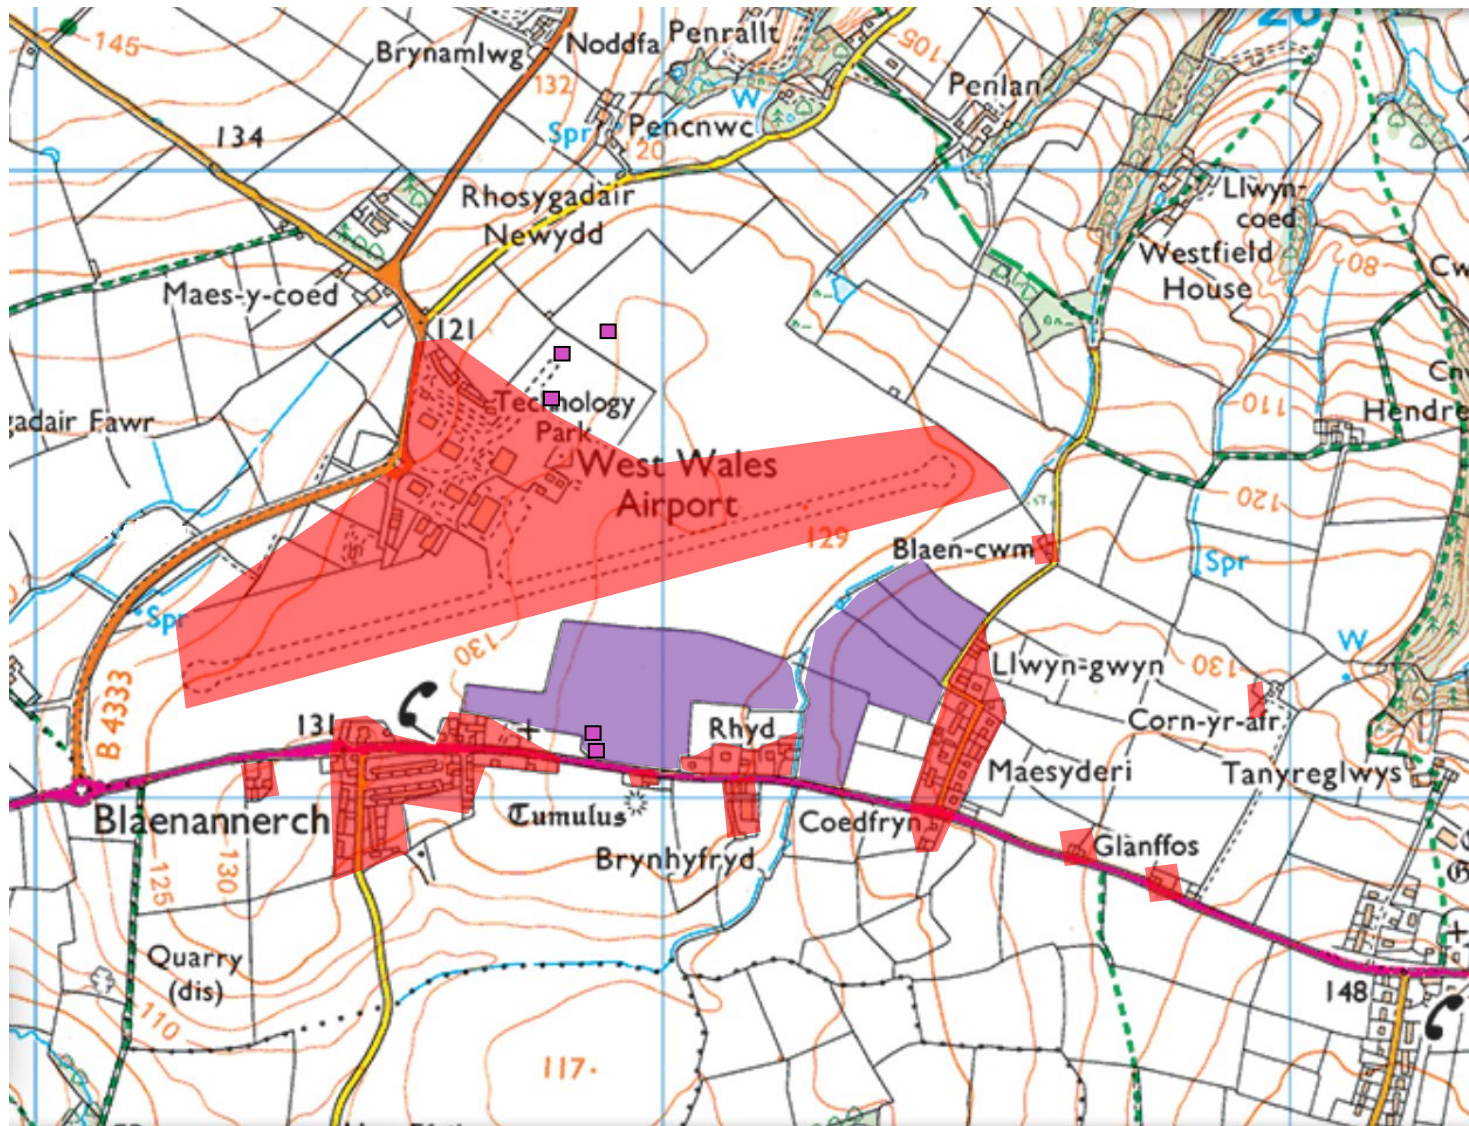 20
145
Brynamlwg
Noddfa
Penrallt
105
132
Penlan
W
134
Spr
Pencnwc
120
Rhosygadair
Newydd
Llwyn-
coed
Westfield
House
80
Maes-y-coed
121
Technology
Park
110
Hendre
gadair Fawr
West Wales
Airport
120
129
Blaen-cwm
Spr
Spr
W
130
Llwyn-gwyn
130
B 4333
131
Rhyd
Corn-yr-afr
Maesyderi
Tanyreglwys
Blaenannerch
Tumulus
Coedfryn
Glanffos
125
130
Brynhyfryd
Quarry
(dis)
148
110
117